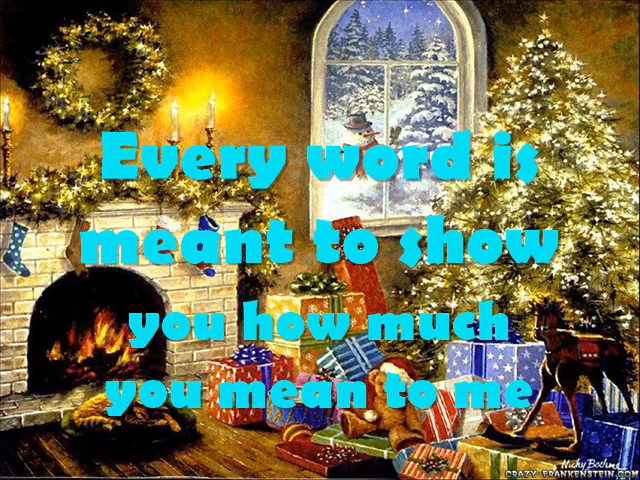 Every word is
meant to show
you how much
you mean to me
Nicky Boehme
CRAZY-FRANKENSTEIN.COM